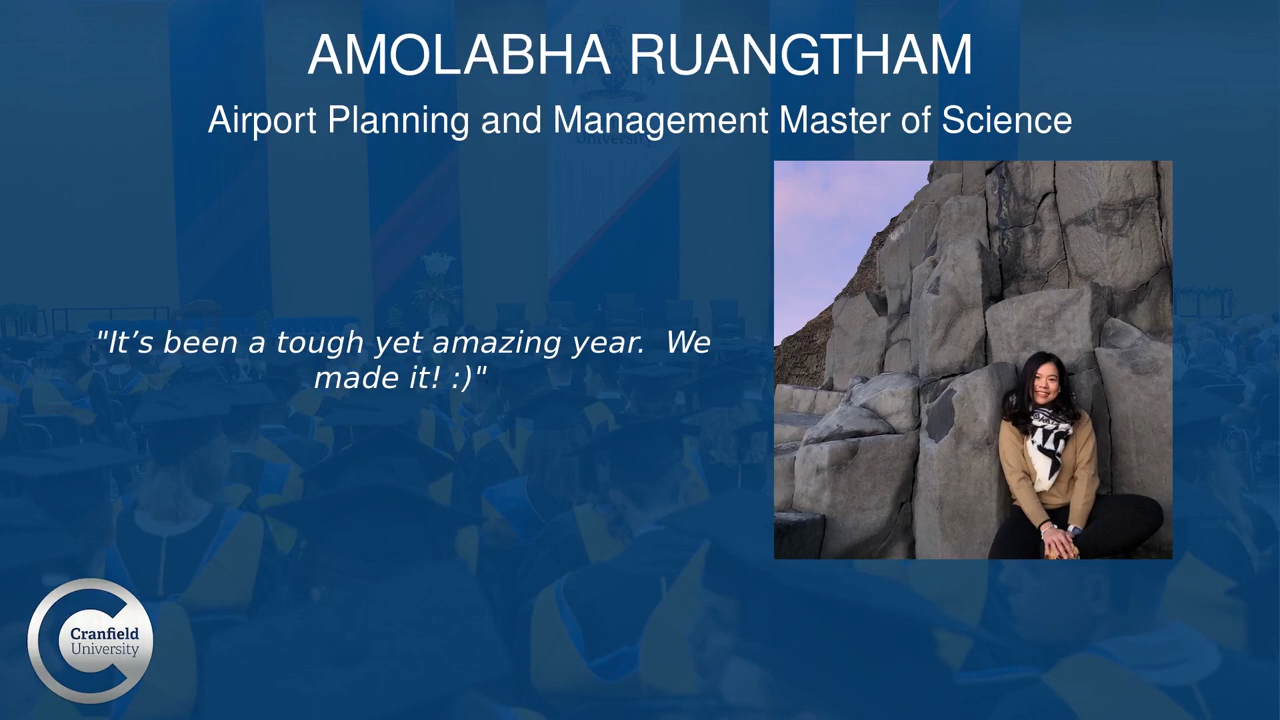 AMOLABHA RUANGTHAM
Airport Planning and Management Master of Science
University
"It’s been a tough yet amazing year.  We
made it! :)"
Cranfield
University